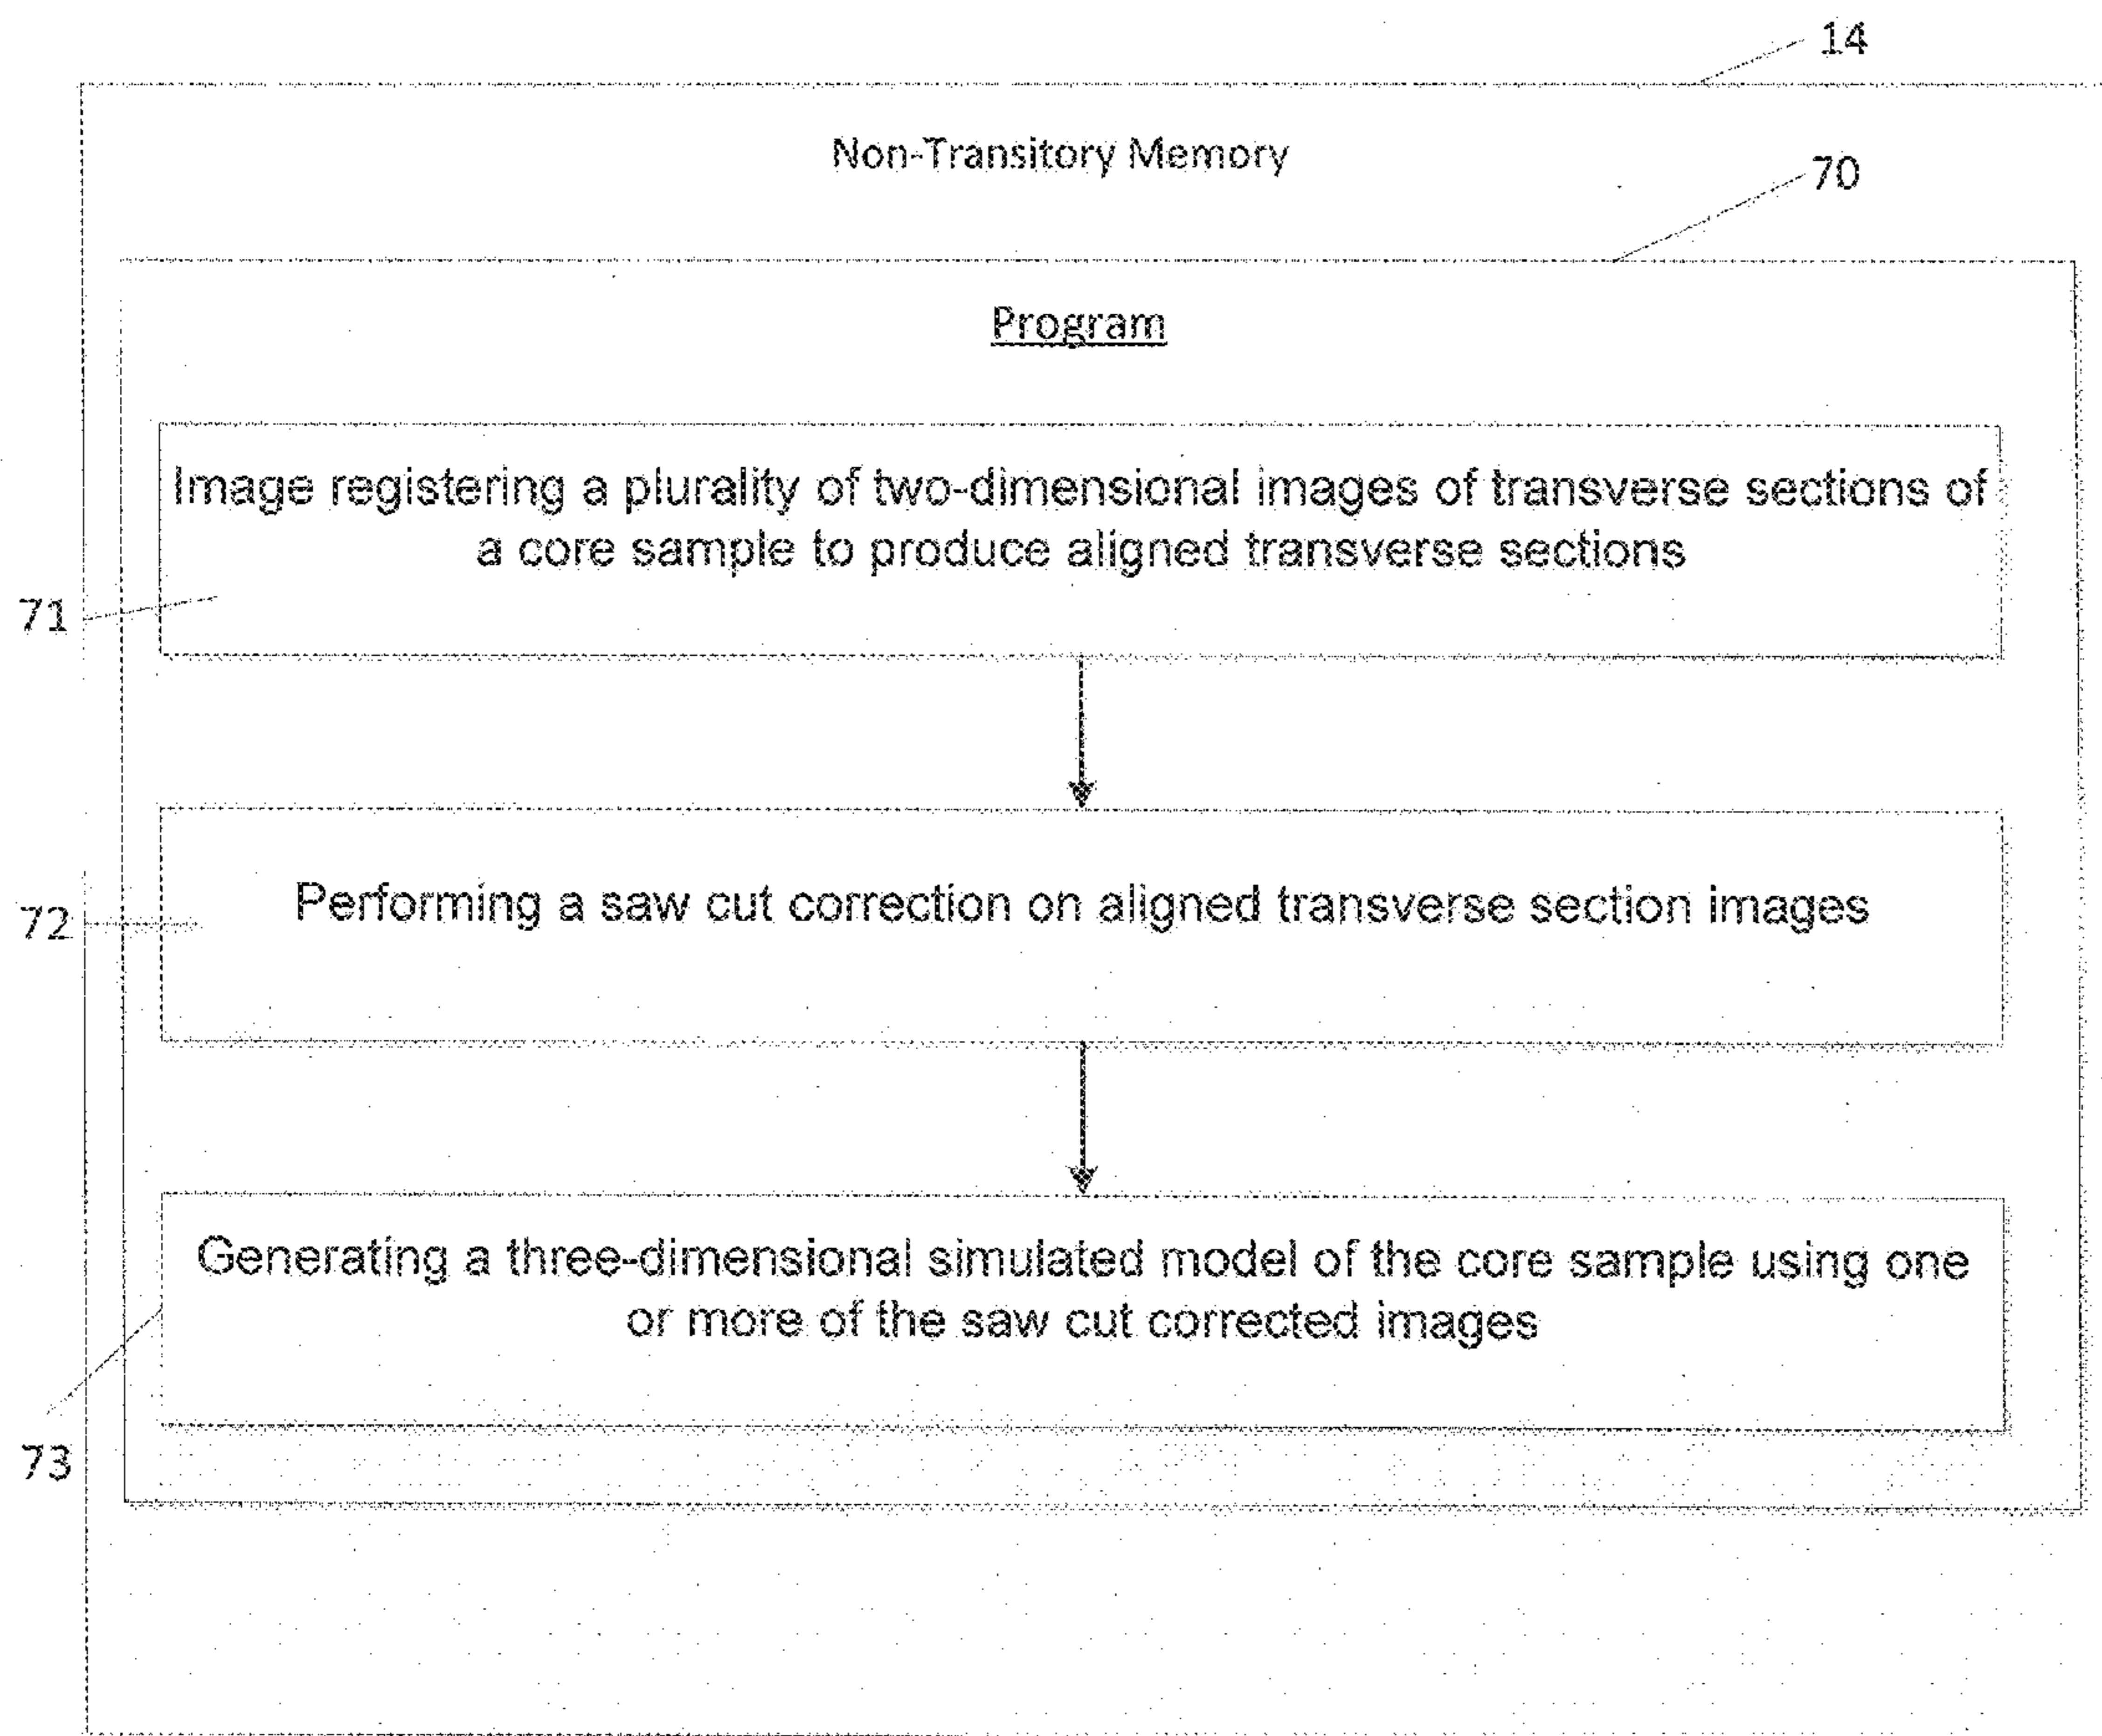 14
Non-Transitory Memory
70
Program
Image registering a plurality of two-dimensional images of transverse sections of
a core sample to produce aligned transverse sections
71
Performing a saw cut correction on aligned transverse section images
72
Generating a three-dimensional simulated model of the core sample using one
or more of the saw cut corrected images
73